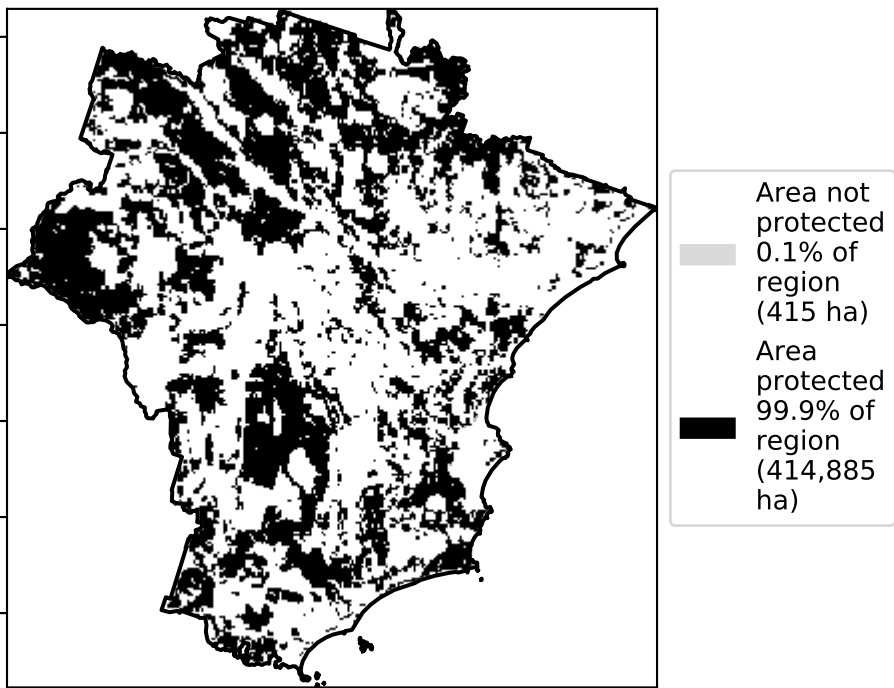 Area not
protected
0.1% of
region
(415 ha)
Area
protected
99.9% of
region
(414,885
ha)